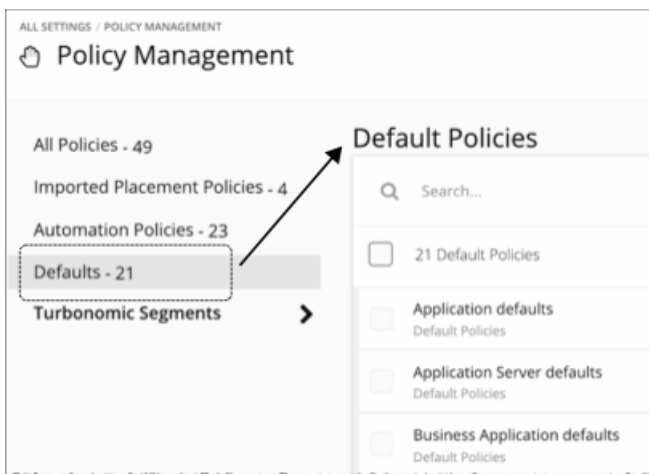 ALL SETTINGS / POLICY MANAGEMENT
Policy Management
All Policies - 49
Imported Placement Policies - 4
Automation Policies - 23
Defaults - 21
Turbonomic Segments
Default Policies
Search...
21 Default Policies
Application defaults
Default Policies
Application Server defaults
Default Policies
Business Application defaults
Default Policies